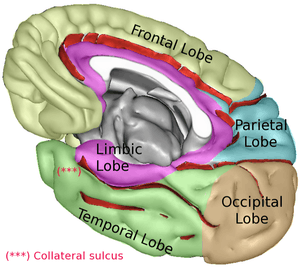 Frontal Lobe
Parietal
Lobe
Limbic
Lobe
(***)
Occipital
Lobe
Temporal Lobe
(***) Collateral sulcus